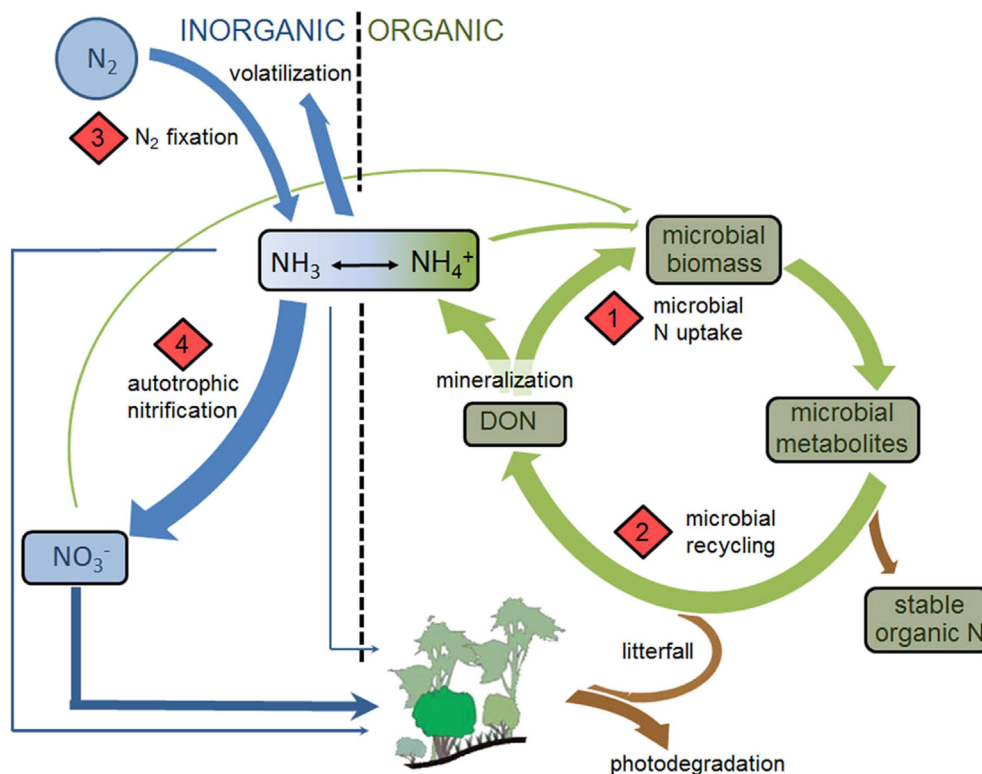 INORGANIC
ORGANIC
N₂
volatilization
3
N₂ fixation
NH₃
NH₄⁺
microbial
biomass
1
microbial
N uptake
4
autotrophic
nitrification
mineralization
DON
microbial
metabolites
2
microbial
recycling
NO₃⁻
stable
organic N
litterfall
photodegradation